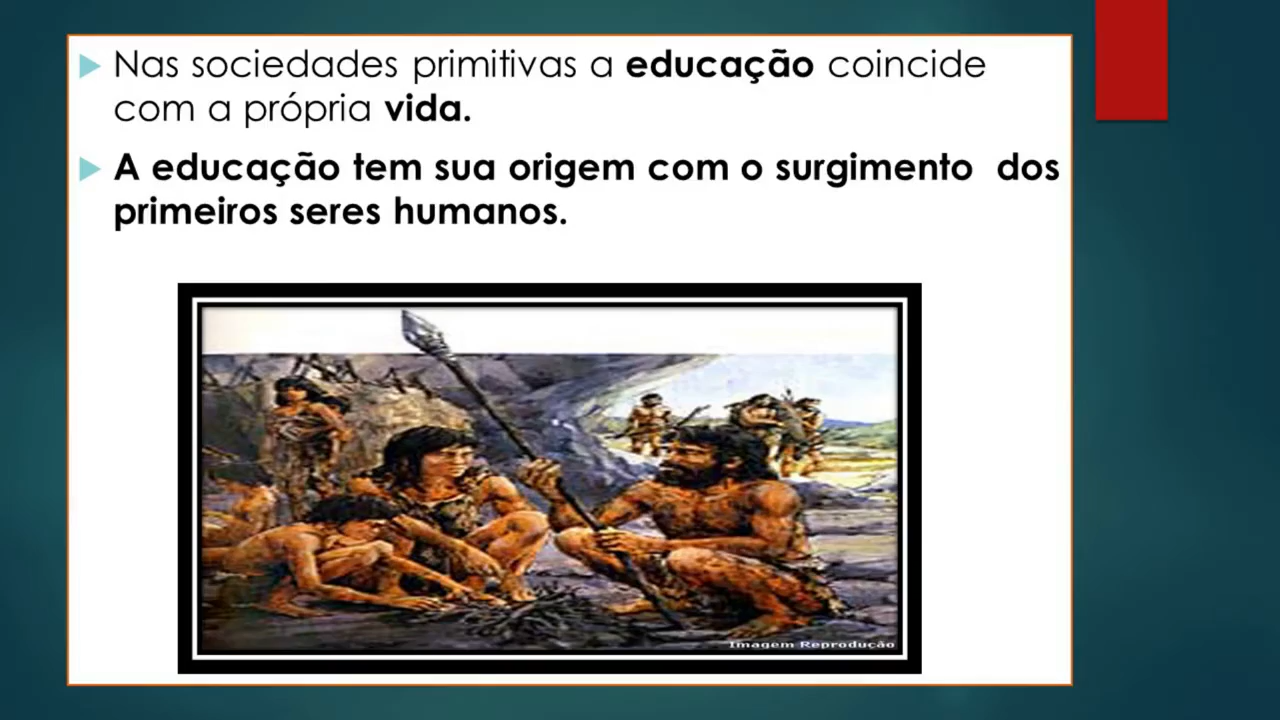 Nas sociedades primitivas a educação coincide
com a própria vida.
A educação tem sua origem com o surgimento dos
primeiros seres humanos.
Imagem Reprodução